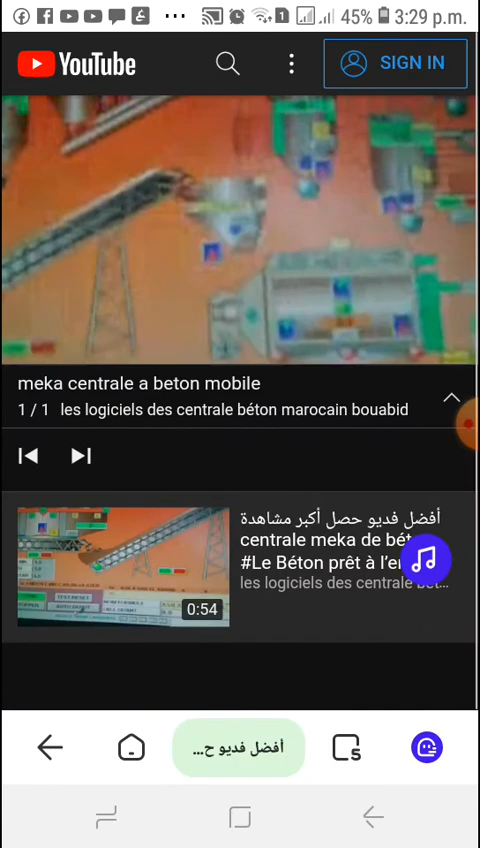 45% 3:29 p.m.
YouTube
SIGN IN
meka centrale a beton mobile
1 / 1 les logiciels des centrale béton marocain bouabid
أفضل فديو حصل أكبر مشاهدة
centrale meka de bét
#Le Béton prêt à l'e
les logiciels des centrale bét...
0:54
أفضل فديو ح...
5